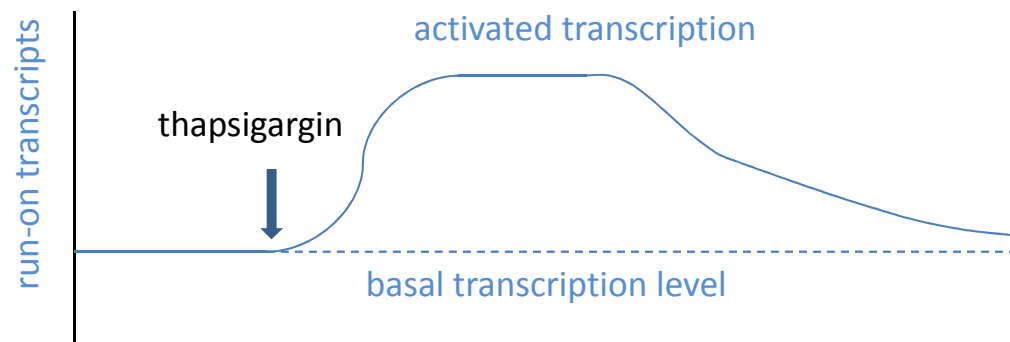 run-on transcripts
activated transcription
thapsigargin
basal transcription level